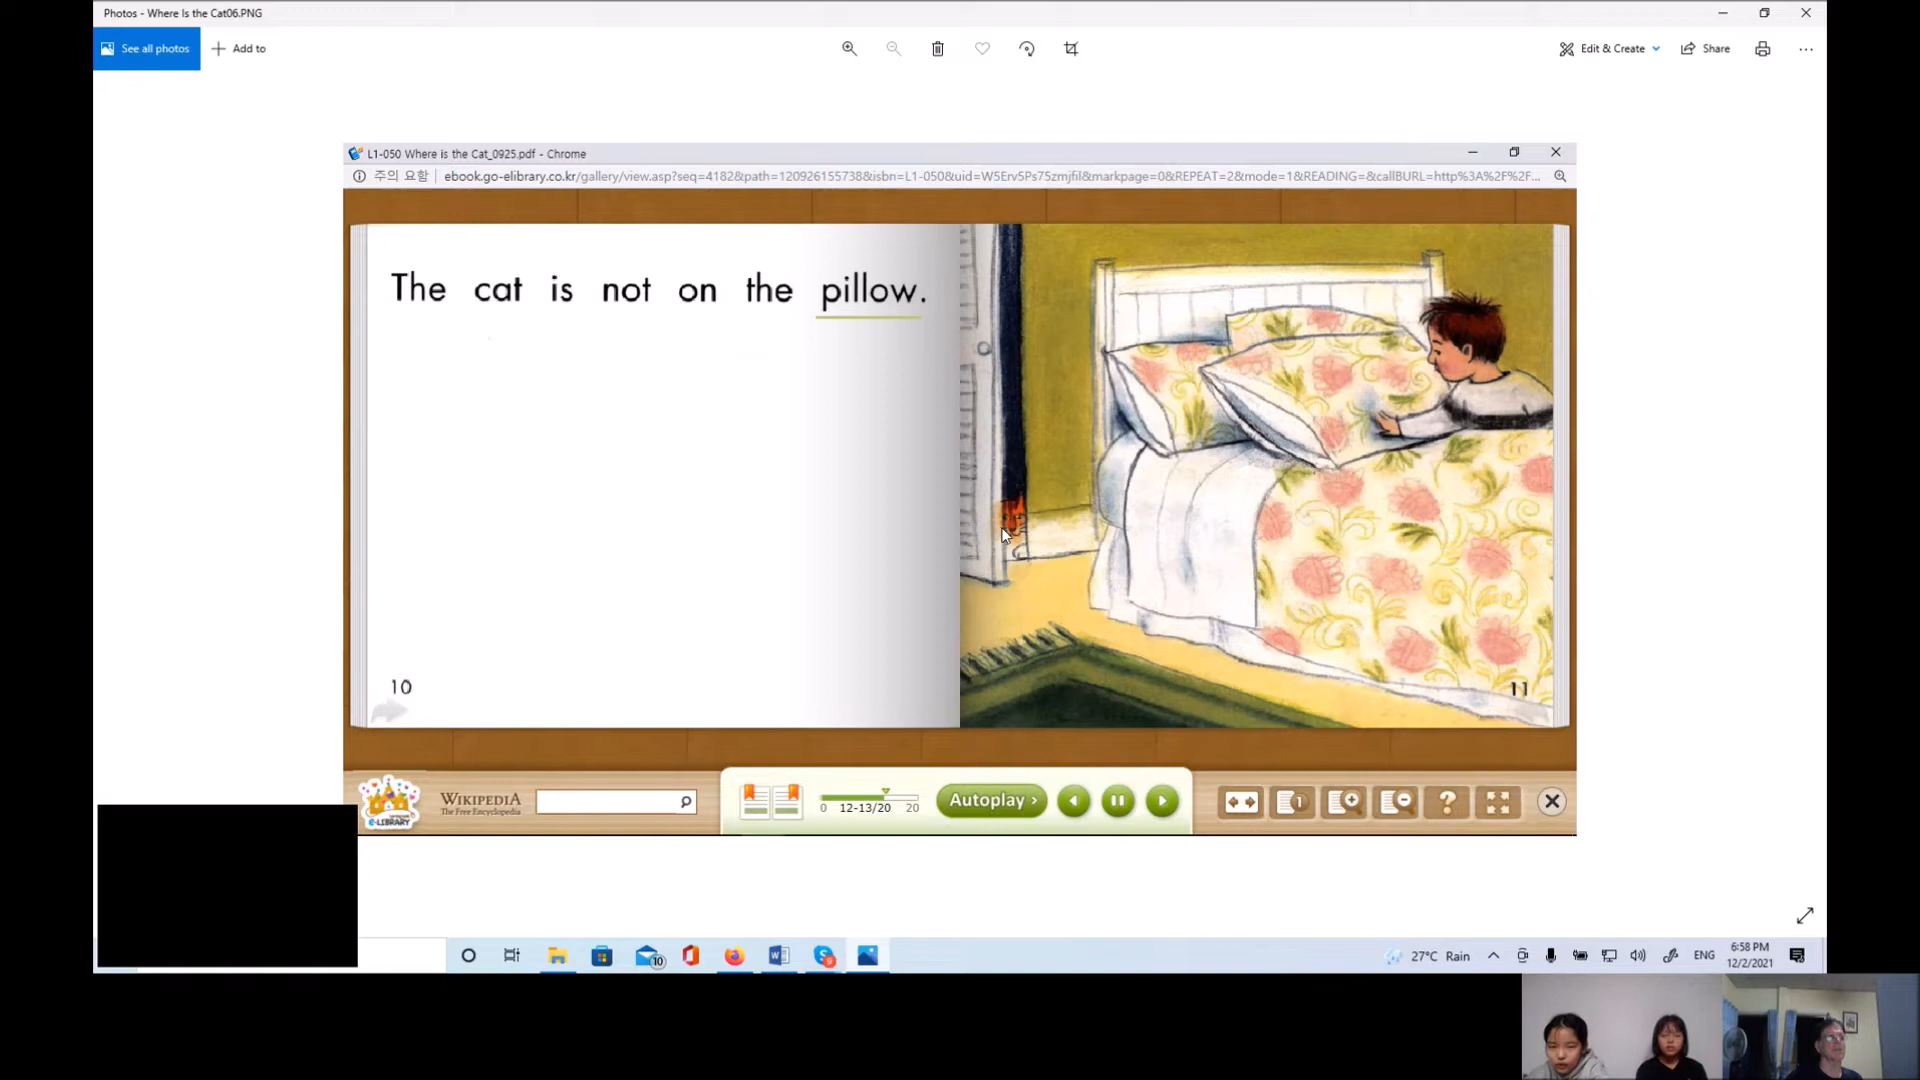 Photos - Where Is the Cat06.PNG
See all photos
Add to
Edit & Create
Share
L1-050 Where is the Cat_0925.pdf - Chrome
주의 요함 | ebook.go-elibrary.co.kr/gallery/view.asp?seq=4182&path=120926155738&isbn=L1-050&uid=W5Erv5Ps75zmjfil&markpage=0&REPEAT=2&mode=1&READING=&callBURL=http%3A%2F%2F...
The cat is not on the pillow.
10
11
e-LIBRARY
WIKIPEDIA
The Free Encyclopedia
0 12-13/20 20
Autoplay ›
1
?
10
9
27°C Rain
ENG
6:58 PM
12/2/2021